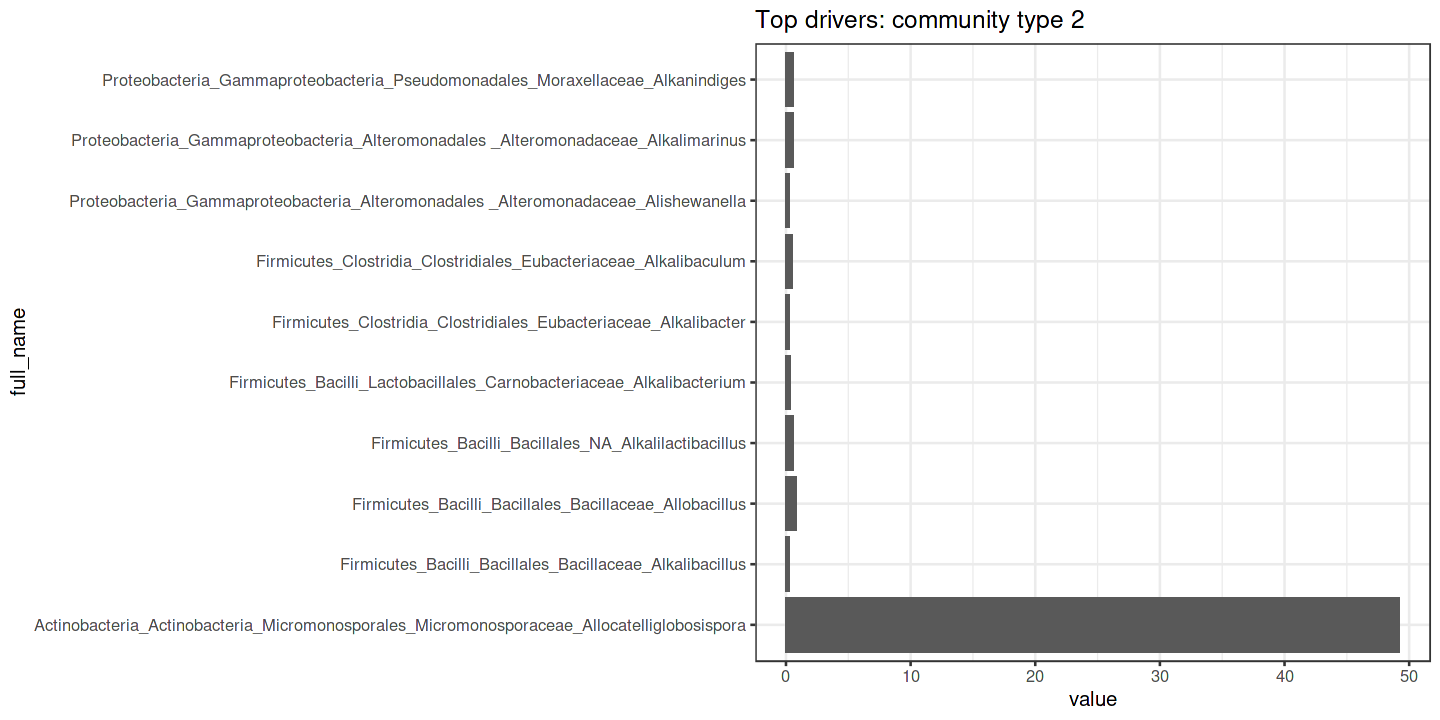 Top drivers: community type 2
Proteobacteria_Gammaproteobacteria_Pseudomonadales_Moraxellaceae_Alkanindiges
Proteobacteria_Gammaproteobacteria_Alteromonadales _Alteromonadaceae_Alkalimarinus
Proteobacteria_Gammaproteobacteria_Alteromonadales _Alteromonadaceae_Alishewanella
Firmicutes_Clostridia_Clostridiales_Eubacteriaceae_Alkalibaculum
Firmicutes_Clostridia_Clostridiales_Eubacteriaceae_Alkalibacter
Firmicutes_Bacilli_Lactobacillales_Carnobacteriaceae_Alkalibacterium
Firmicutes_Bacilli_Bacillales_NA_Alkalilactibacillus
Firmicutes_Bacilli_Bacillales_Bacillaceae_Allobacillus
Firmicutes_Bacilli_Bacillales_Bacillaceae_Alkalibacillus
Actinobacteria_Actinobacteria_Micromonosporales_Micromonosporaceae_Allocatelliglobosispora
full_name
0 10 20 30 40 50
value